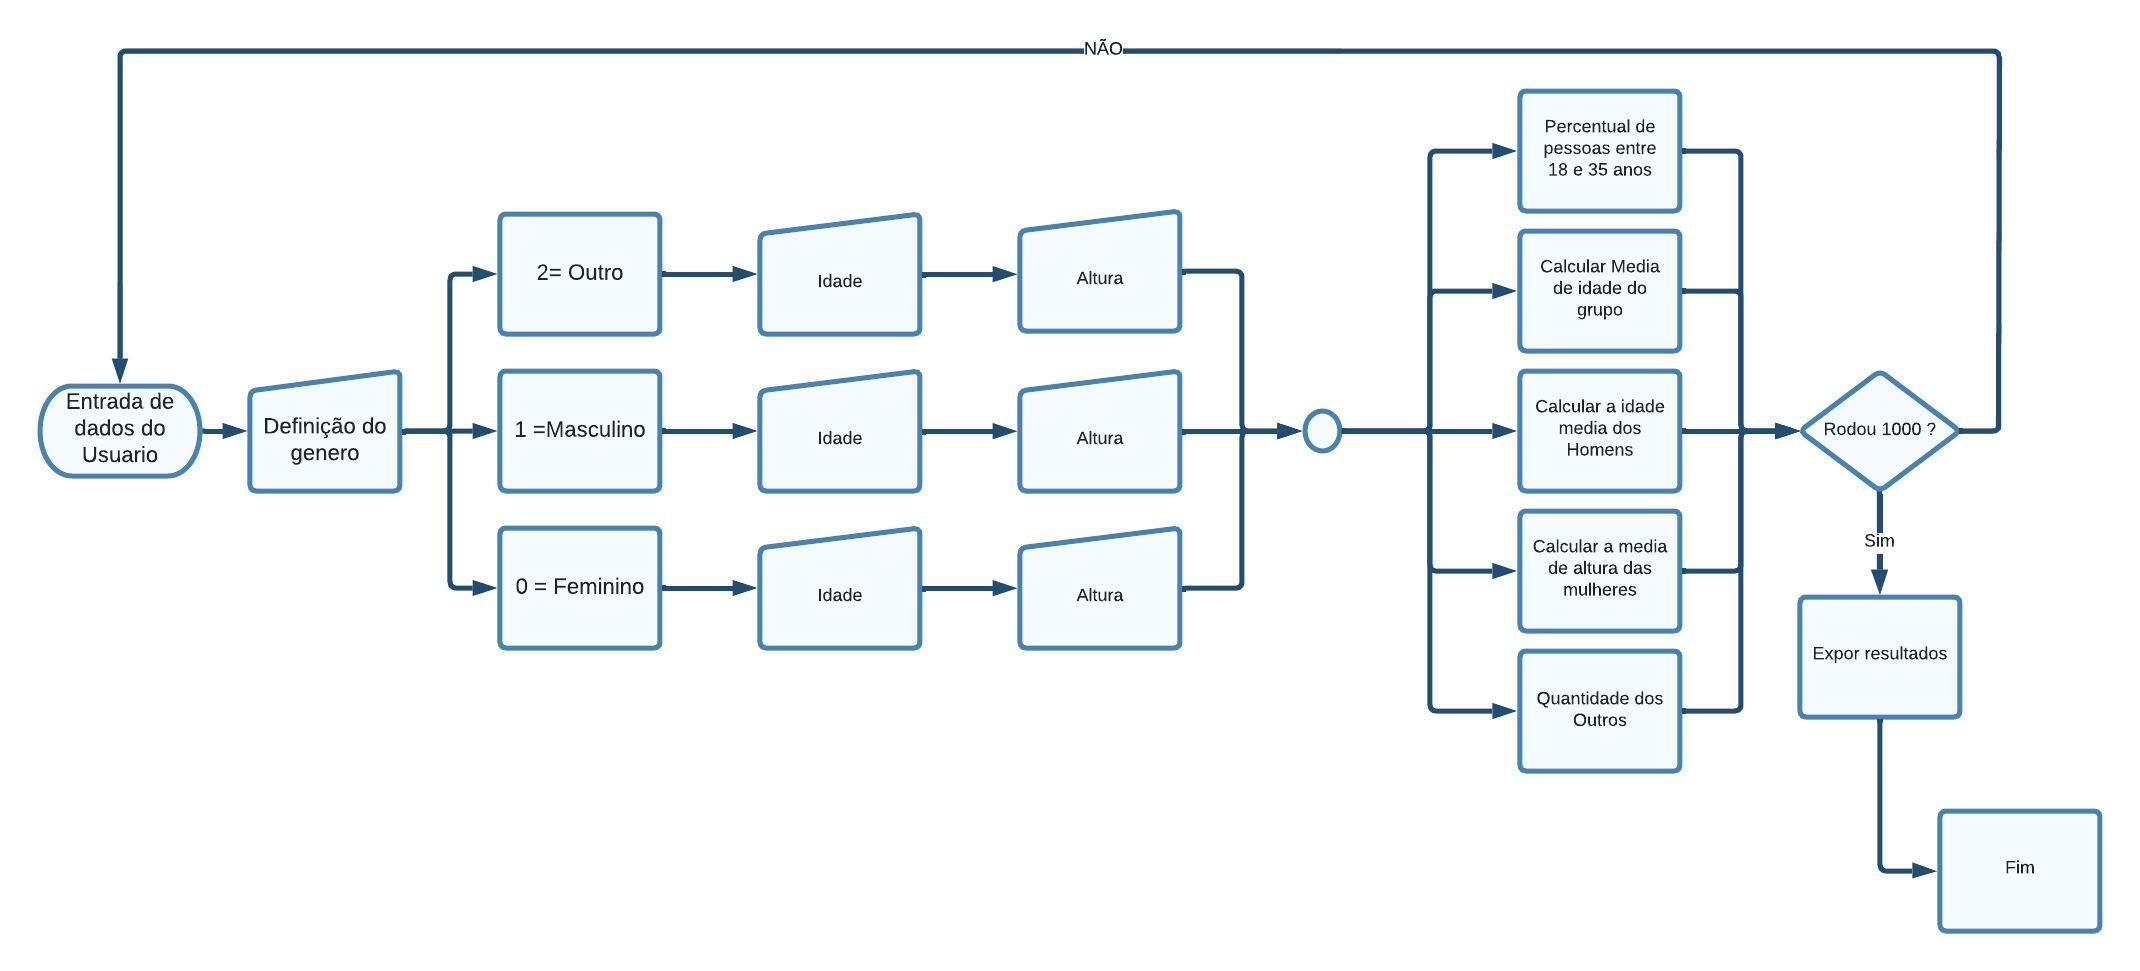 NÃO
Entrada de
dados do
Usuario
Definição do
genero
2= Outro
Idade
Altura
1 =Masculino
Idade
Altura
0 = Feminino
Idade
Altura
Percentual de
pessoas entre
18 e 35 anos
Calcular Media
de idade do
grupo
Calcular a idade
media dos
Homens
Calcular a media
de altura das
mulheres
Quantidade dos
Outros
Rodou 1000 ?
Sim
Expor resultados
Fim